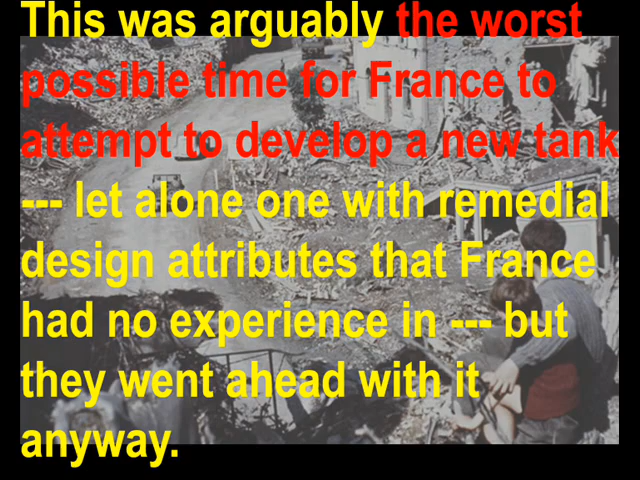 This was arguably the worst
possible time for France to
attempt to develop a new tank
--- let alone one with remedial
design attributes that France
had no experience in --- but
they went ahead with it
anyway.